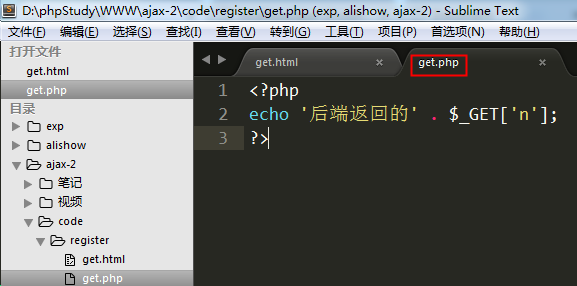 D:\phpStudy\WWW\ajax-2\code\register\get.php (exp, alishow, ajax-2) - Sublime Text
文件(F) 编辑(E) 选择(S) 查找(I) 查看(V) 转到(G) 工具(T) 项目(P) 首选项(N) 帮助(H)
打开文件
get.html
get.php
目录
exp
alishow
ajax-2
笔记
视频
code
register
get.html
get.php
get.html ×
get.php ×
1 <?php
2 echo '后端返回的' . $_GET['n'];
3 ?>